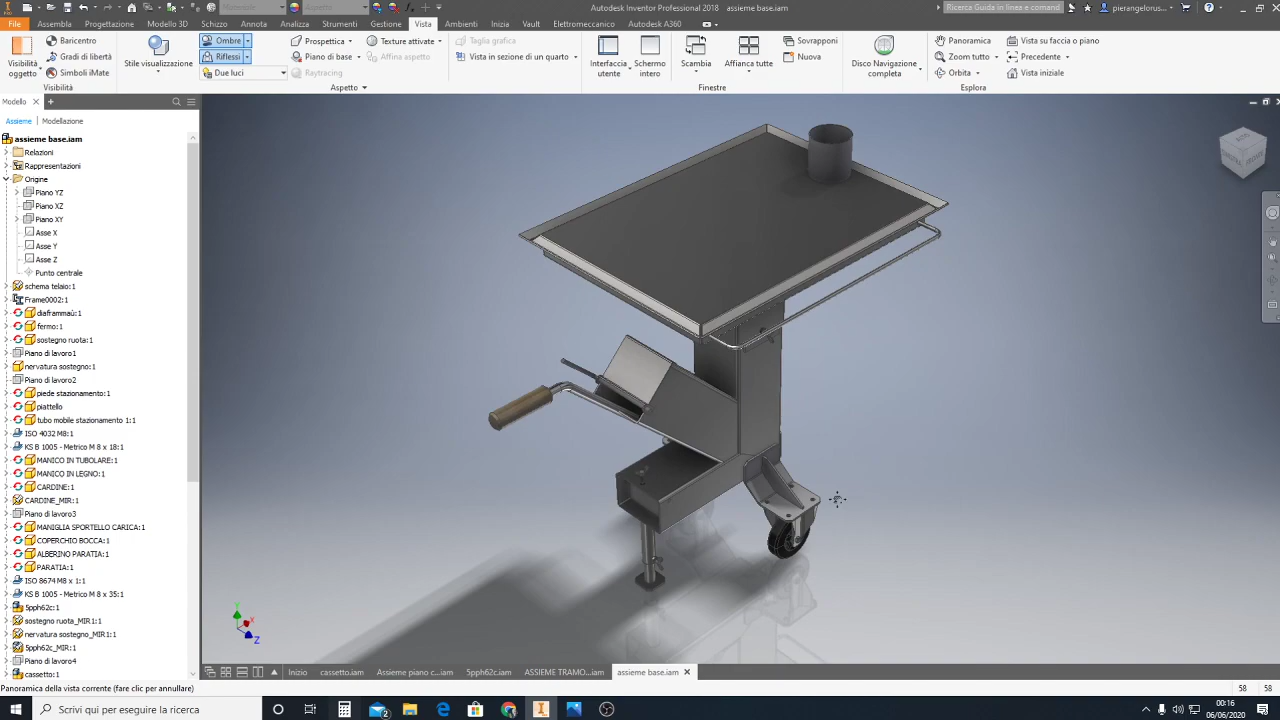 Materiale
Aspetto
Autodesk Inventor Professional 2018   assieme base.iam
Ricerca Guida in linea e comand
pierangelorus...
File
Assembla
Progettazione
Modello 3D
Schizzo
Annota
Analizza
Strumenti
Gestione
Vista
Ambienti
Inizia
Vault
Elettromeccanico
Autodesk A360
Visibilità oggetto
Baricentro
Gradi di libertà
Simboli iMate
Visibilità
Stile visualizzazione
Ombre
Riflessi
Due luci
Prospettica
Piano di base
Raytracing
Texture attivate
Affina aspetto
Aspetto
Taglia grafica
Vista in sezione di un quarto
Interfaccia utente
Schermo intero
Scambia
Affianca tutte
Sovrapponi
Nuova
Finestre
Disco Navigazione completa
Panoramica
Zoom tutto
Orbita
Vista su faccia o piano
Precedente
Vista iniziale
Esplora
Modello
Assieme
Modellazione
assieme base.iam
Relazioni
Rappresentazioni
Origine
Piano YZ
Piano XZ
Piano XY
Asse X
Asse Y
Asse Z
Punto centrale
schema telaio:1
Frame0002:1
diaframmaù:1
fermo:1
sostegno ruota:1
Piano di lavoro1
nervatura sostegno:1
Piano di lavoro2
piede stazionamento:1
piattello
tubo mobile stazionamento 1:1
ISO 4032 M8:1
KS B 1005 - Metrico M 8 x 18:1
MANICO IN TUBOLARE:1
MANICO IN LEGNO:1
CARDINE:1
CARDINE_MIR:1
Piano di lavoro3
MANIGLIA SPORTELLO CARICA:1
COPERCHIO BOCCA:1
ALBERINO PARATIA:1
PARATIA:1
ISO 8674 M8 x 1:1
KS B 1005 - Metrico M 8 x 35:1
5pph62c:1
sostegno ruota_MIR1:1
nervatura sostegno_MIR:1
5pph62c_MIR:1
Piano di lavoro4
cassetto:1
Y
X
Z
Inizio
cassetto.iam
Assieme piano c...iam
5pph62c.iam
ASSIEME TRAMO...iam
assieme base.iam
Panoramica della vista corrente (fare clic per annullare)
58
58
Scrivi qui per eseguire la ricerca
2
00:16
06/06/2020